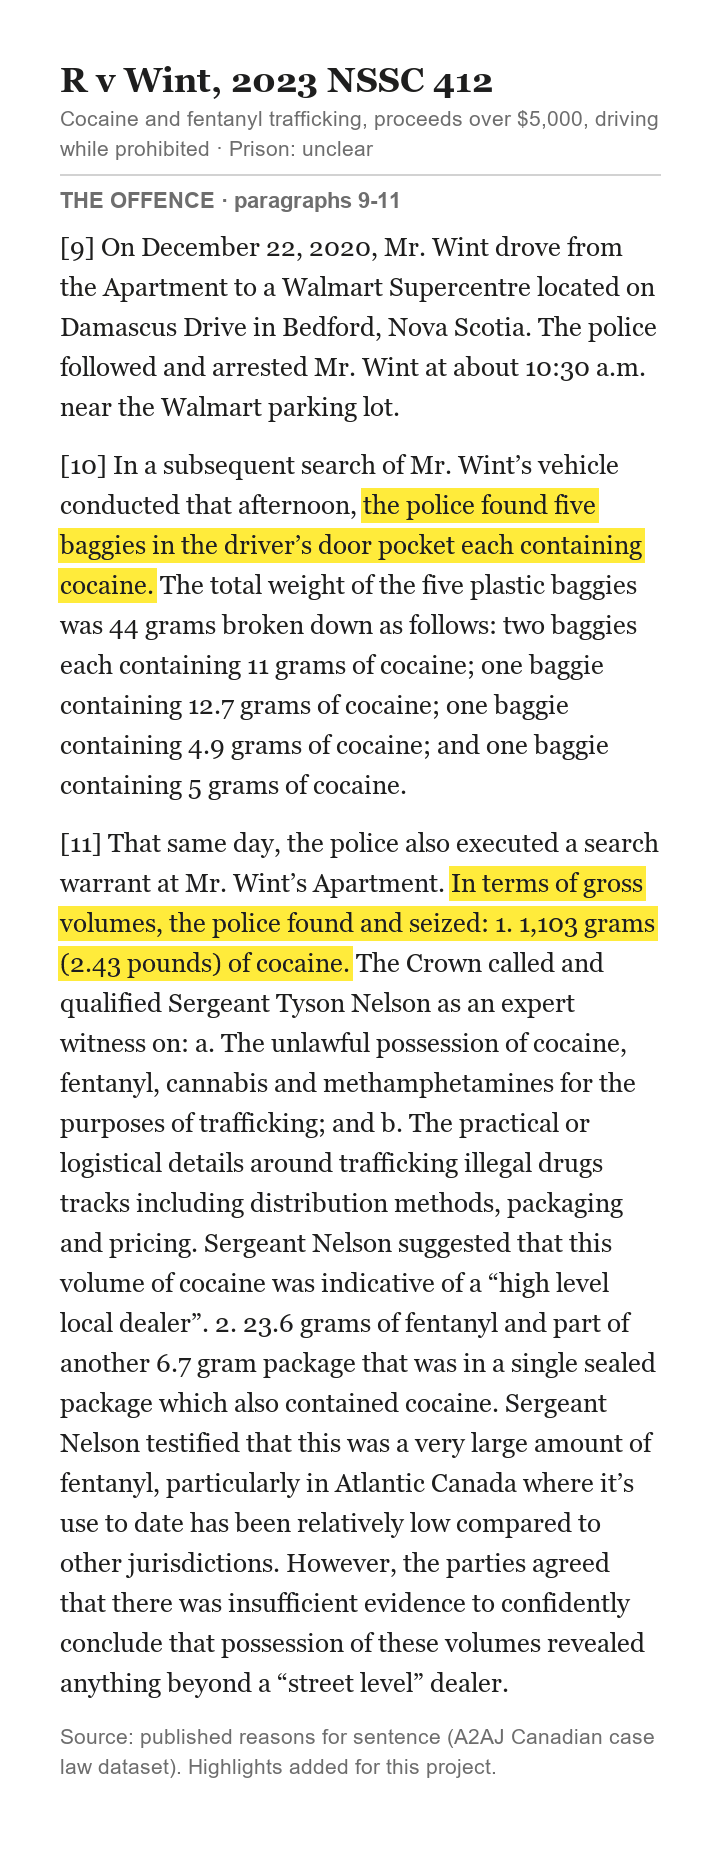 R v Wint, 2023 NSSC 412
Cocaine and fentanyl trafficking, proceeds over $5,000, driving
while prohibited · Prison: unclear
THE OFFENCE · paragraphs 9-11
[9] On December 22, 2020, Mr. Wint drove from
the Apartment to a Walmart Supercentre located on
Damascus Drive in Bedford, Nova Scotia. The police
followed and arrested Mr. Wint at about 10:30 a.m.
near the Walmart parking lot.
[10] In a subsequent search of Mr. Wint’s vehicle
conducted that afternoon, the police found five
baggies in the driver’s door pocket each containing
cocaine. The total weight of the five plastic baggies
was 44 grams broken down as follows: two baggies
each containing 11 grams of cocaine; one baggie
containing 12.7 grams of cocaine; one baggie
containing 4.9 grams of cocaine; and one baggie
containing 5 grams of cocaine.
[11] That same day, the police also executed a search
warrant at Mr. Wint’s Apartment. In terms of gross
volumes, the police found and seized: 1. 1,103 grams
(2.43 pounds) of cocaine. The Crown called and
qualified Sergeant Tyson Nelson as an expert
witness on: a. The unlawful possession of cocaine,
fentanyl, cannabis and methamphetamines for the
purposes of trafficking; and b. The practical or
logistical details around trafficking illegal drugs
tracks including distribution methods, packaging
and pricing. Sergeant Nelson suggested that this
volume of cocaine was indicative of a “high level
local dealer”. 2. 23.6 grams of fentanyl and part of
another 6.7 gram package that was in a single sealed
package which also contained cocaine. Sergeant
Nelson testified that this was a very large amount of
fentanyl, particularly in Atlantic Canada where it’s
use to date has been relatively low compared to
other jurisdictions. However, the parties agreed
that there was insufficient evidence to confidently
conclude that possession of these volumes revealed
anything beyond a “street level” dealer.
Source: published reasons for sentence (A2AJ Canadian case
law dataset). Highlights added for this project.